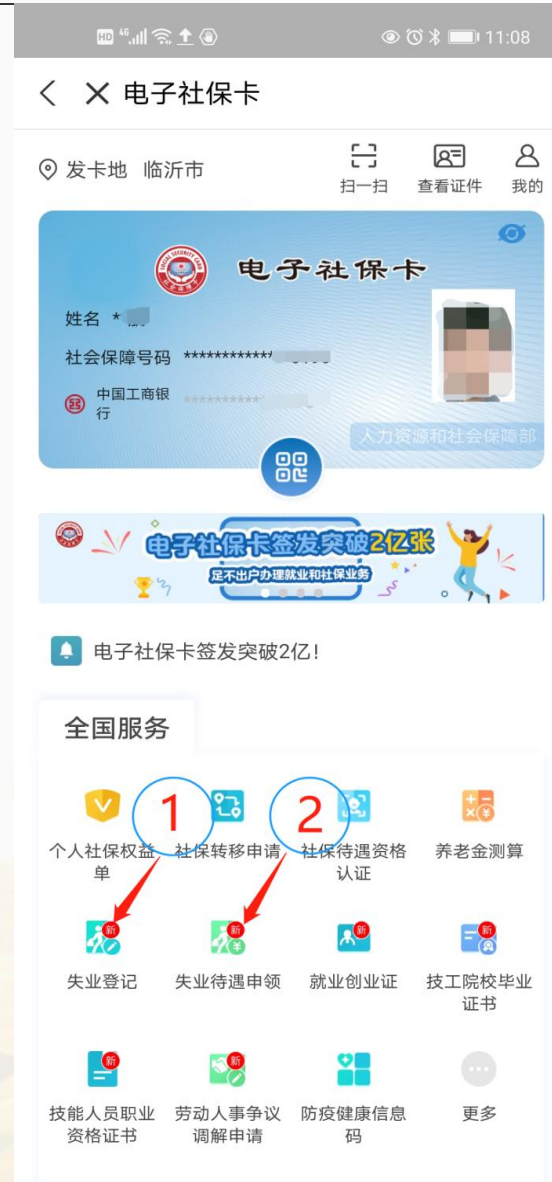 HD 46 11:08
电子社保卡
发卡地 临沂市
扫一扫 查看证件 我的
电子社保卡
姓名 *
社会保障号码 ************
中国工商银
行
**********
人力资源和社会保障部
电子社保卡签发突破2亿张
足不出户办理就业和社保业务
电子社保卡签发突破2亿!
全国服务
1 2
个人社保权益 社保转移申请 社保待遇资格 养老金测算
单 认证
新 新 新 新
失业登记 失业待遇申领 就业创业证 技工院校毕业
证书
新 新
技能人员职业 劳动人事争议 防疫健康信息 更多
资格证书 调解申请 码